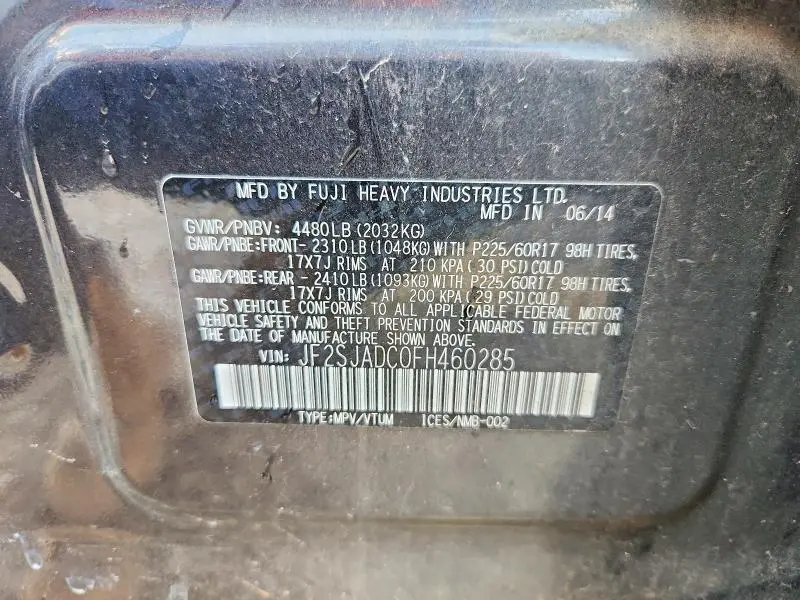 MFD BY FUJI HEAVY INDUSTRIES LTD.
MFD IN 06/14
GVWR/PNBV: 4480LB (2032KG)
GAWR/PNBE:FRONT- 2310LB (1048KG) WITH P225/60R17 98H TIRES,
17X7J RIMS AT 210 KPA (30 PSI) COLD
GAWR/PNBE:REAR - 2410LB (1093KG) WITH P225/60R17 98H TIRES,
17X7J RIMS AT 200 KPA (29 PSI) COLD
THIS VEHICLE CONFORMS TO ALL APPLICABLE FEDERAL MOTOR
VEHICLE SAFETY AND THEFT PREVENTION STANDARDS IN EFFECT ON
THE DATE OF MANUFACTURE SHOWN ABOVE.
VIN: JF2SJADC0FH460285
TYPE:MPV/VTUM ICES/NMB-002